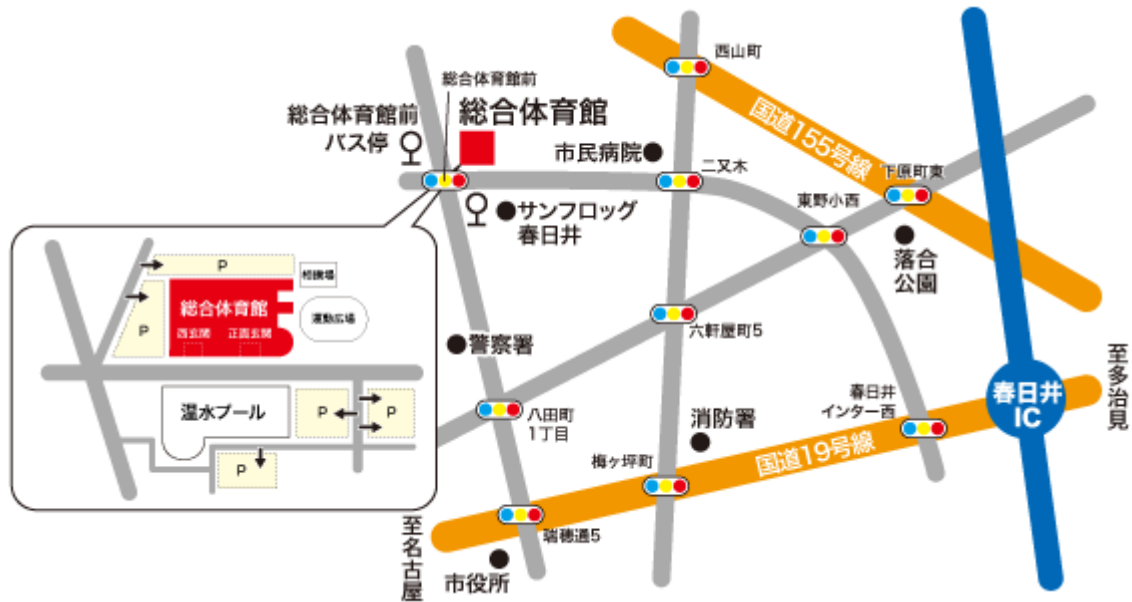 西山町
総合体育館前
国道155号線
総合体育館前
バス停
総合体育館
市民病院
二又木
下原町東
東野小西
サンフロッグ
春日井
落合
公園
P
相撲場
総合体育館
運動広場
P
西玄関
正面玄関
六軒屋町5
警察署
至多治見
春日井
IC
温水プール
P
P
八田町
1丁目
消防署
春日井
インター西
国道19号線
P
梅ヶ坪町
至名古屋
瑞穂通5
市役所